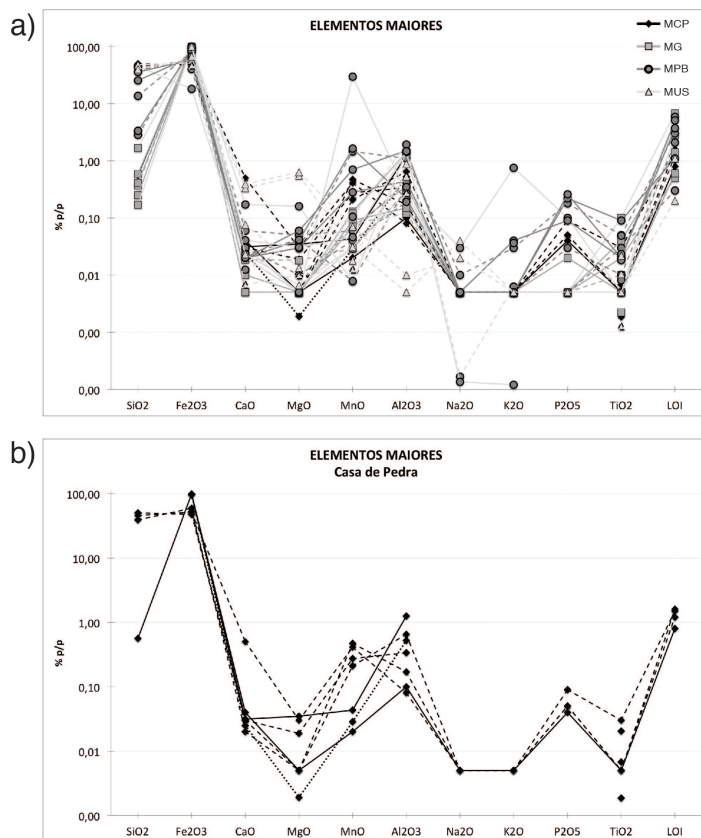 a)
ELEMENTOS MAIORES
MCP
MG
MPB
MUS
% p/p
100,00
10,00
1,00
0,10
0,01
0,00
0,00
SiO2 Fe2O3 CaO MgO MnO Al2O3 Na2O K2O P2O5 TiO2 LOI
b)
ELEMENTOS MAIORES
Casa de Pedra
% p/p
100,00
10,00
1,00
0,10
0,01
0,00
SiO2 Fe2O3 CaO MgO MnO Al2O3 Na2O K2O P2O5 TiO2 LOI